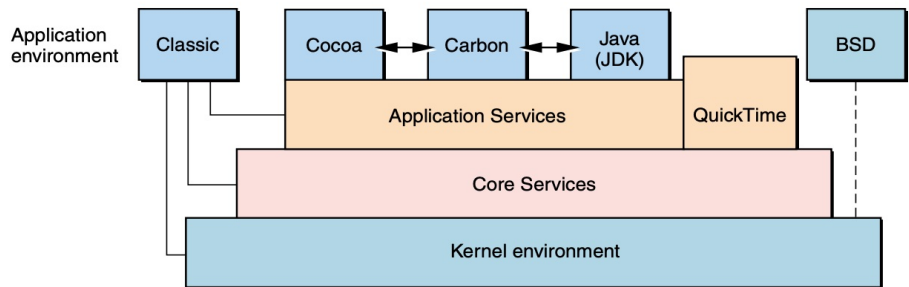 Application
environment
Classic
Cocoa
Carbon
Java
(JDK)
BSD
Application Services
QuickTime
Core Services
Kernel environment